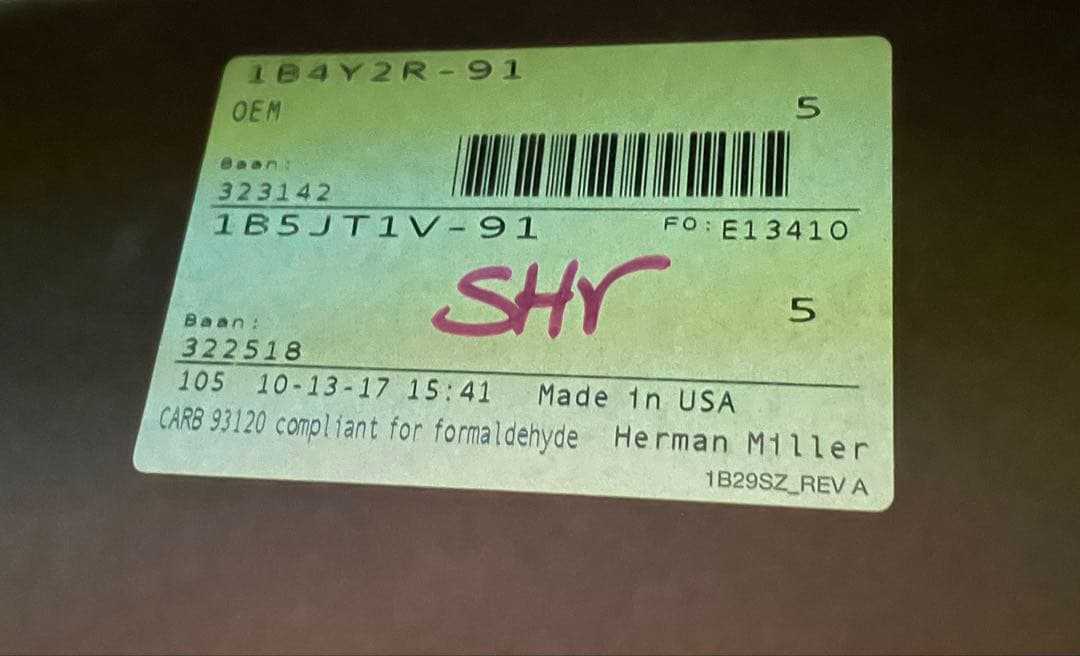 1B4Y2R-91
OEM 5
Baan:
323142
1B5JT1V-91 FO: E13410
SHr
5
Baan:
322518
105 10-13-17 15:41 Made in USA
CARB 93120 compliant for formaldehyde Herman Miller
1B29SZ_REV A